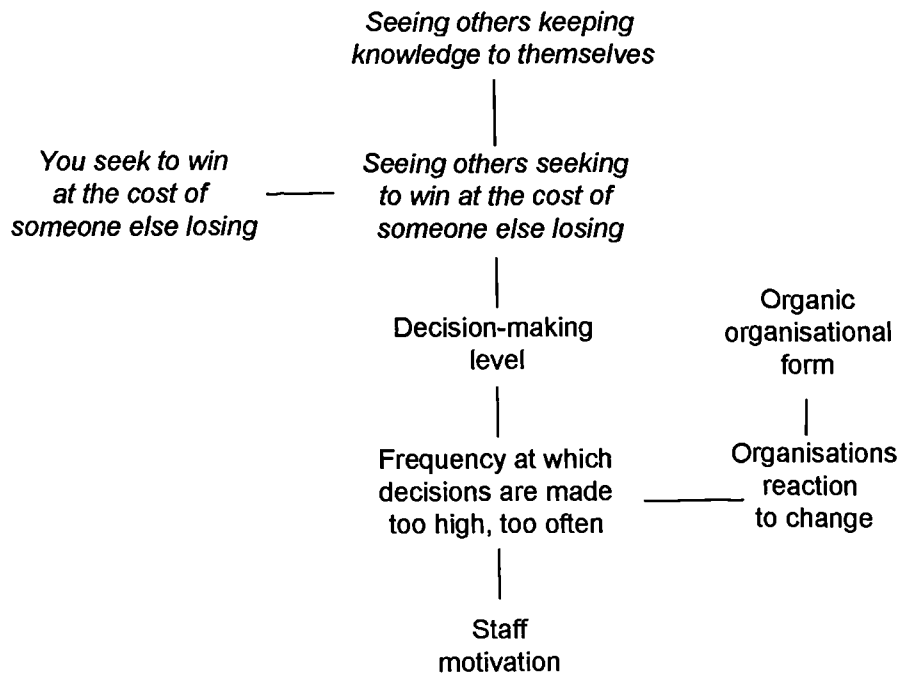 Seeing others keeping
knowledge to themselves
You seek to win
at the cost of
someone else losing
Seeing others seeking
to win at the cost of
someone else losing
Decision-making
level
Organic
organisational
form
Frequency at which
decisions are made
too high, too often
Organisations
reaction
to change
Staff
motivation